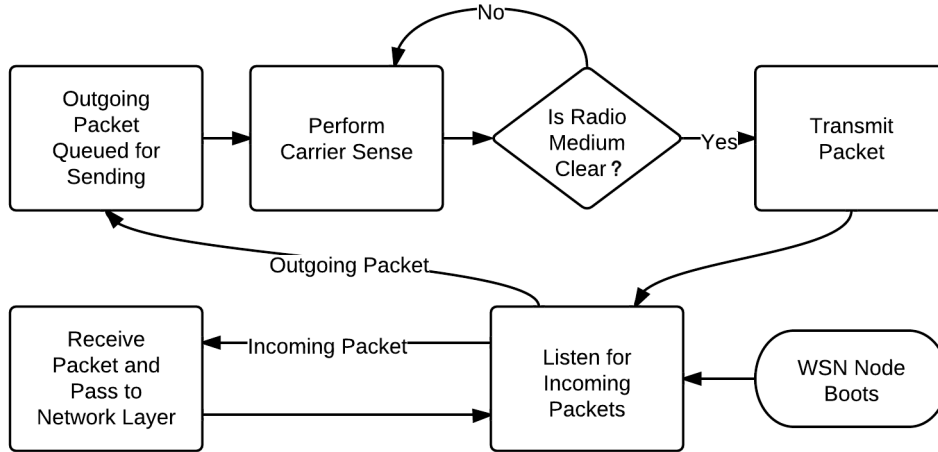 No
Outgoing
Packet
Queued for
Sending
Perform
Carrier Sense
Is Radio
Medium
Clear ?
Yes
Transmit
Packet
Outgoing Packet
Receive
Packet and
Pass to
Network Layer
Incoming Packet
Listen for
Incoming
Packets
WSN Node
Boots